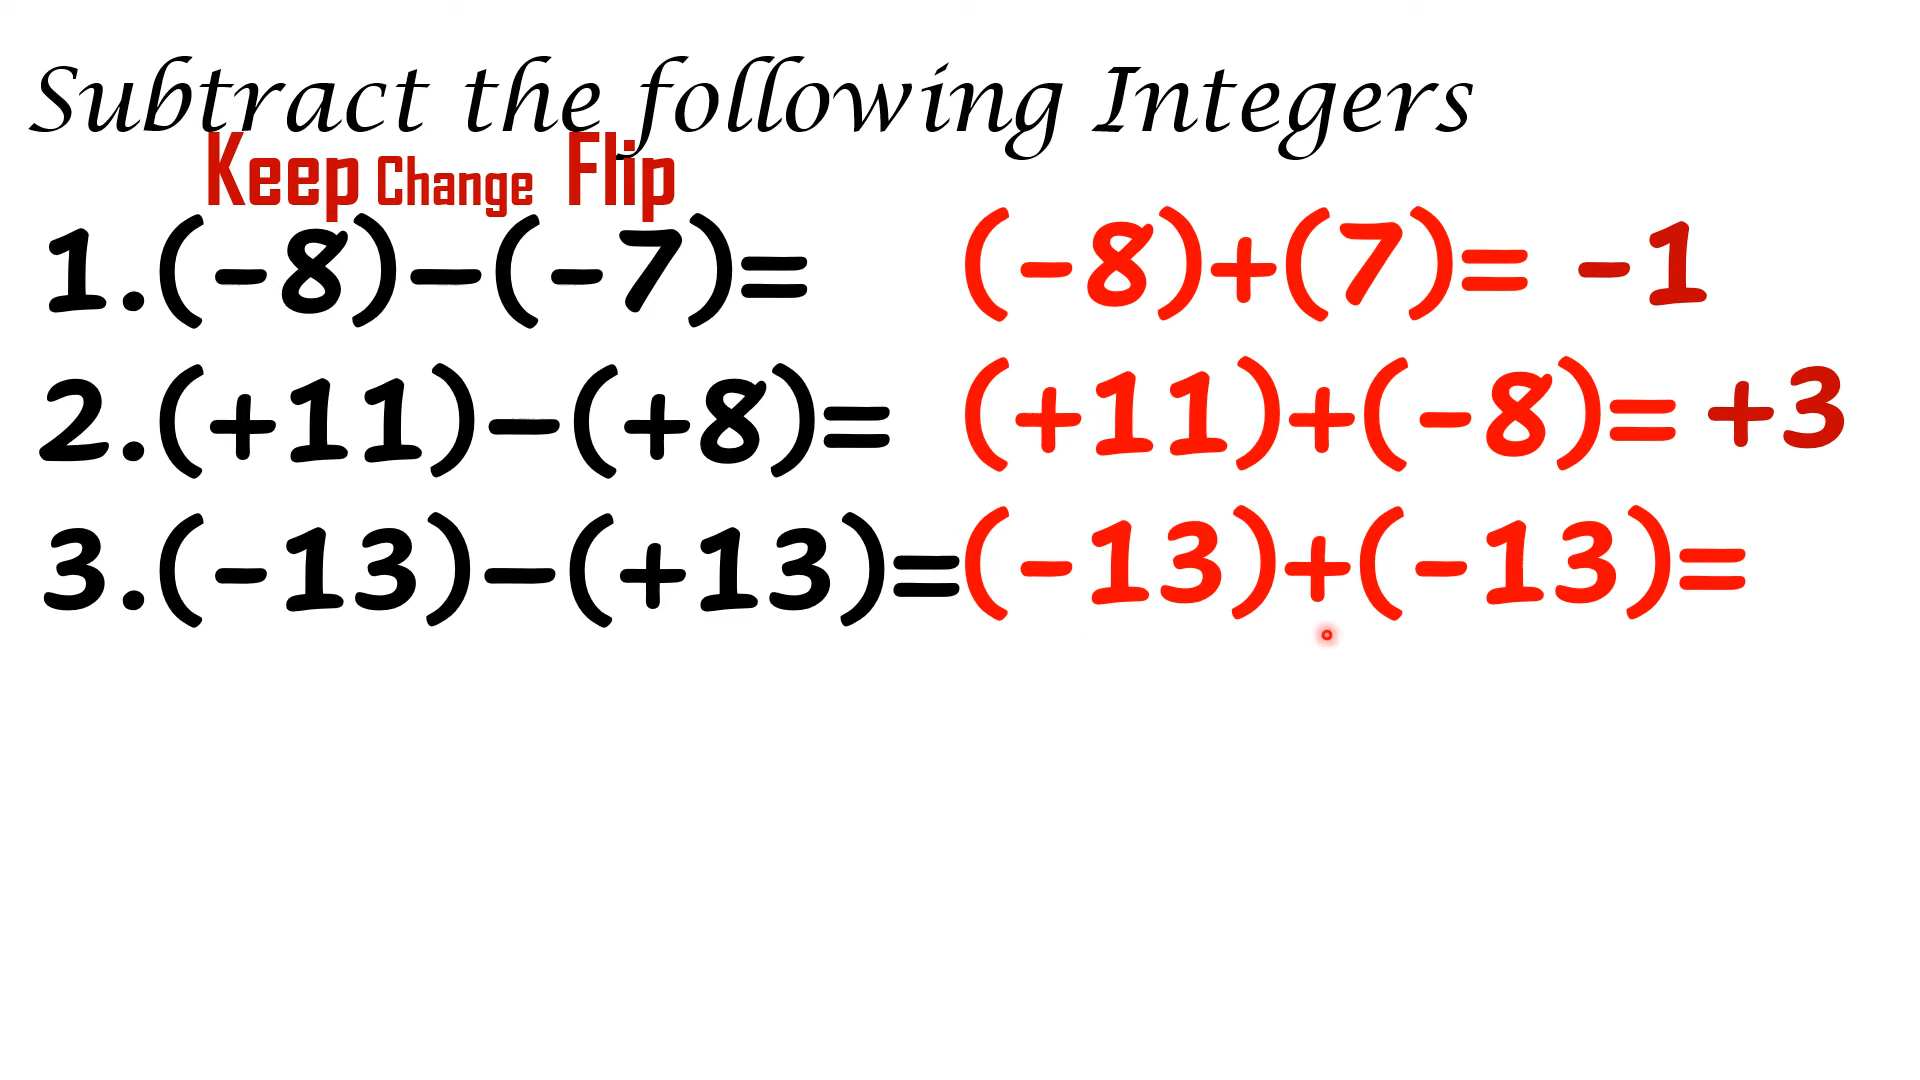 Subtract the following Integers
Keep Change Flip
1.(-8)-(-7)= (-8)+(7)= -1
2.(+11)-(+8)= (+11)+(-8)= +3
3.(-13)-(+13)= (-13)+(-13)=